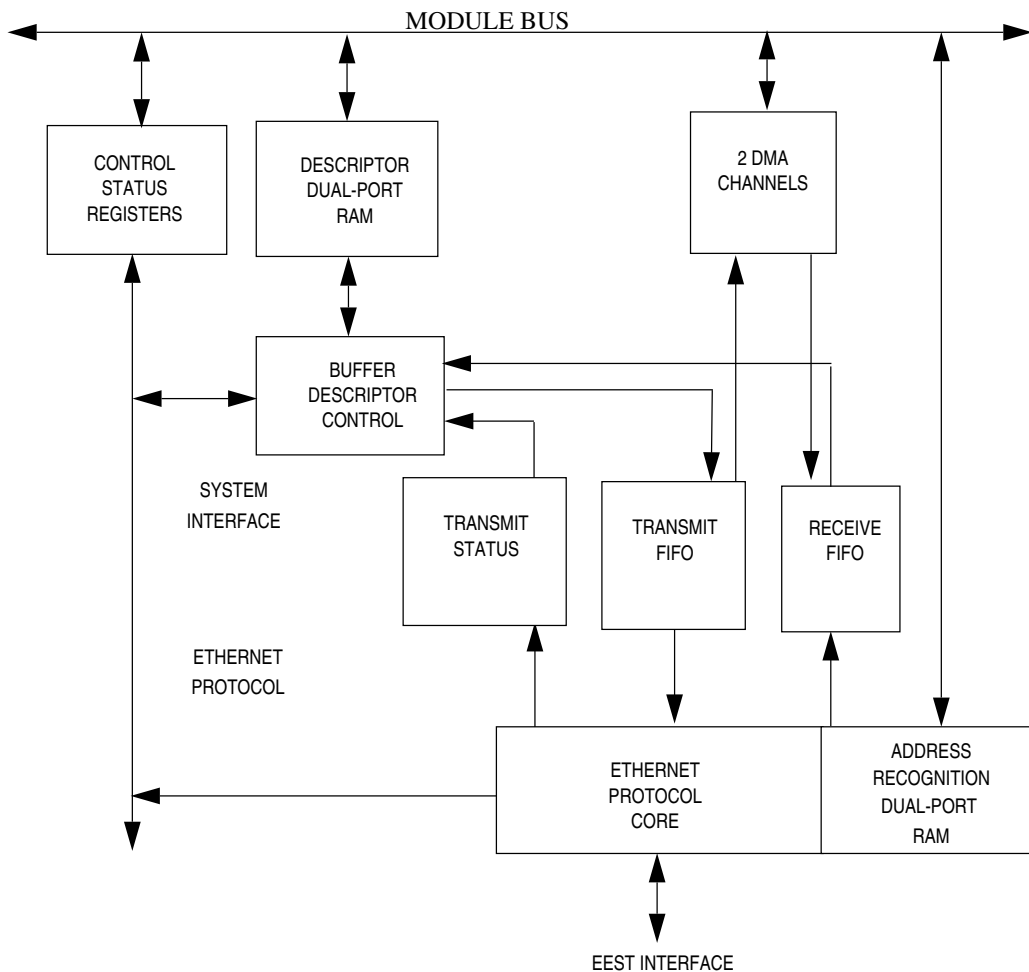 MODULE BUS
CONTROL
STATUS
REGISTERS
DESCRIPTOR
DUAL-PORT
RAM
2 DMA
CHANNELS
BUFFER
DESCRIPTOR
CONTROL
SYSTEM
INTERFACE
TRANSMIT
STATUS
TRANSMIT
FIFO
RECEIVE
FIFO
ETHERNET
PROTOCOL
ETHERNET
PROTOCOL
CORE
ADDRESS
RECOGNITION
DUAL-PORT
RAM
EEST INTERFACE